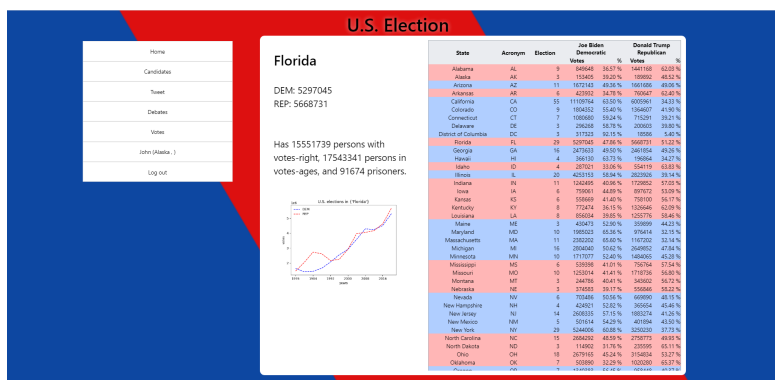 U.S. Election
Home
Candidates
Tweet
Debates
Votes
John (Alaska , )
Log out
Florida
DEM: 5297045
REP: 5668731
Has 15551739 persons with
votes-right, 17543341 persons in
votes-ages, and 91674 prisoners.
U.S. elections in ['Florida']
DEM
REP
votes
years
Joe Biden Donald Trump
State Acronym Election Democratic Republican
Votes % Votes %
Alabama AL 9 849648 36.57 % 1441168 62.03 %
Alaska AK 3 153405 39.20 % 189892 48.52 %
Arizona AZ 11 1672143 49.36 % 1661686 49.06 %
Arkansas AR 6 423932 34.78 % 760647 62.40 %
California CA 55 11109764 63.50 % 6005961 34.33 %
Colorado CO 9 1804352 55.40 % 1364607 41.90 %
Connecticut CT 7 1080680 59.24 % 715291 39.21 %
Delaware DE 3 296268 58.78 % 200603 39.80 %
District of Columbia DC 3 317323 92.15 % 18586 5.40 %
Florida FL 29 5297045 47.86 % 5668731 51.22 %
Georgia GA 16 2473633 49.50 % 2461854 49.26 %
Hawaii HI 4 366130 63.73 % 196864 34.27 %
Idaho ID 4 287021 33.06 % 554119 63.83 %
Illinois IL 20 4253153 58.94 % 2823926 39.14 %
Indiana IN 11 1242495 40.96 % 1729852 57.03 %
Iowa IA 6 759061 44.89 % 897672 53.09 %
Kansas KS 6 558669 41.40 % 758100 56.17 %
Kentucky KY 8 772474 36.15 % 1326646 62.09 %
Louisiana LA 8 856034 39.85 % 1255776 58.46 %
Maine ME 3 430473 52.90 % 359899 44.23 %
Maryland MD 10 1985023 65.36 % 976414 32.15 %
Massachusetts MA 11 2382202 65.60 % 1167202 32.14 %
Michigan MI 16 2804040 50.62 % 2649852 47.84 %
Minnesota MN 10 1717077 52.40 % 1484065 45.28 %
Mississippi MS 6 539398 41.01 % 756764 57.54 %
Missouri MO 10 1253014 41.41 % 1718736 56.80 %
Montana MT 3 244786 40.41 % 343602 56.72 %
Nebraska NE 3 374583 39.17 % 556846 58.22 %
Nevada NV 6 703486 50.56 % 669890 48.15 %
New Hampshire NH 4 424921 52.82 % 365654 45.46 %
New Jersey NJ 14 2608335 57.15 % 1883274 41.26 %
New Mexico NM 5 501614 54.29 % 401894 43.50 %
New York NY 29 5244006 60.88 % 3250230 37.73 %
North Carolina NC 15 2684292 48.59 % 2758773 49.93 %
North Dakota ND 3 114902 31.76 % 235595 65.11 %
Ohio OH 18 2679165 45.24 % 3154834 53.27 %
Oklahoma OK 7 503890 32.29 % 1020280 65.37 %